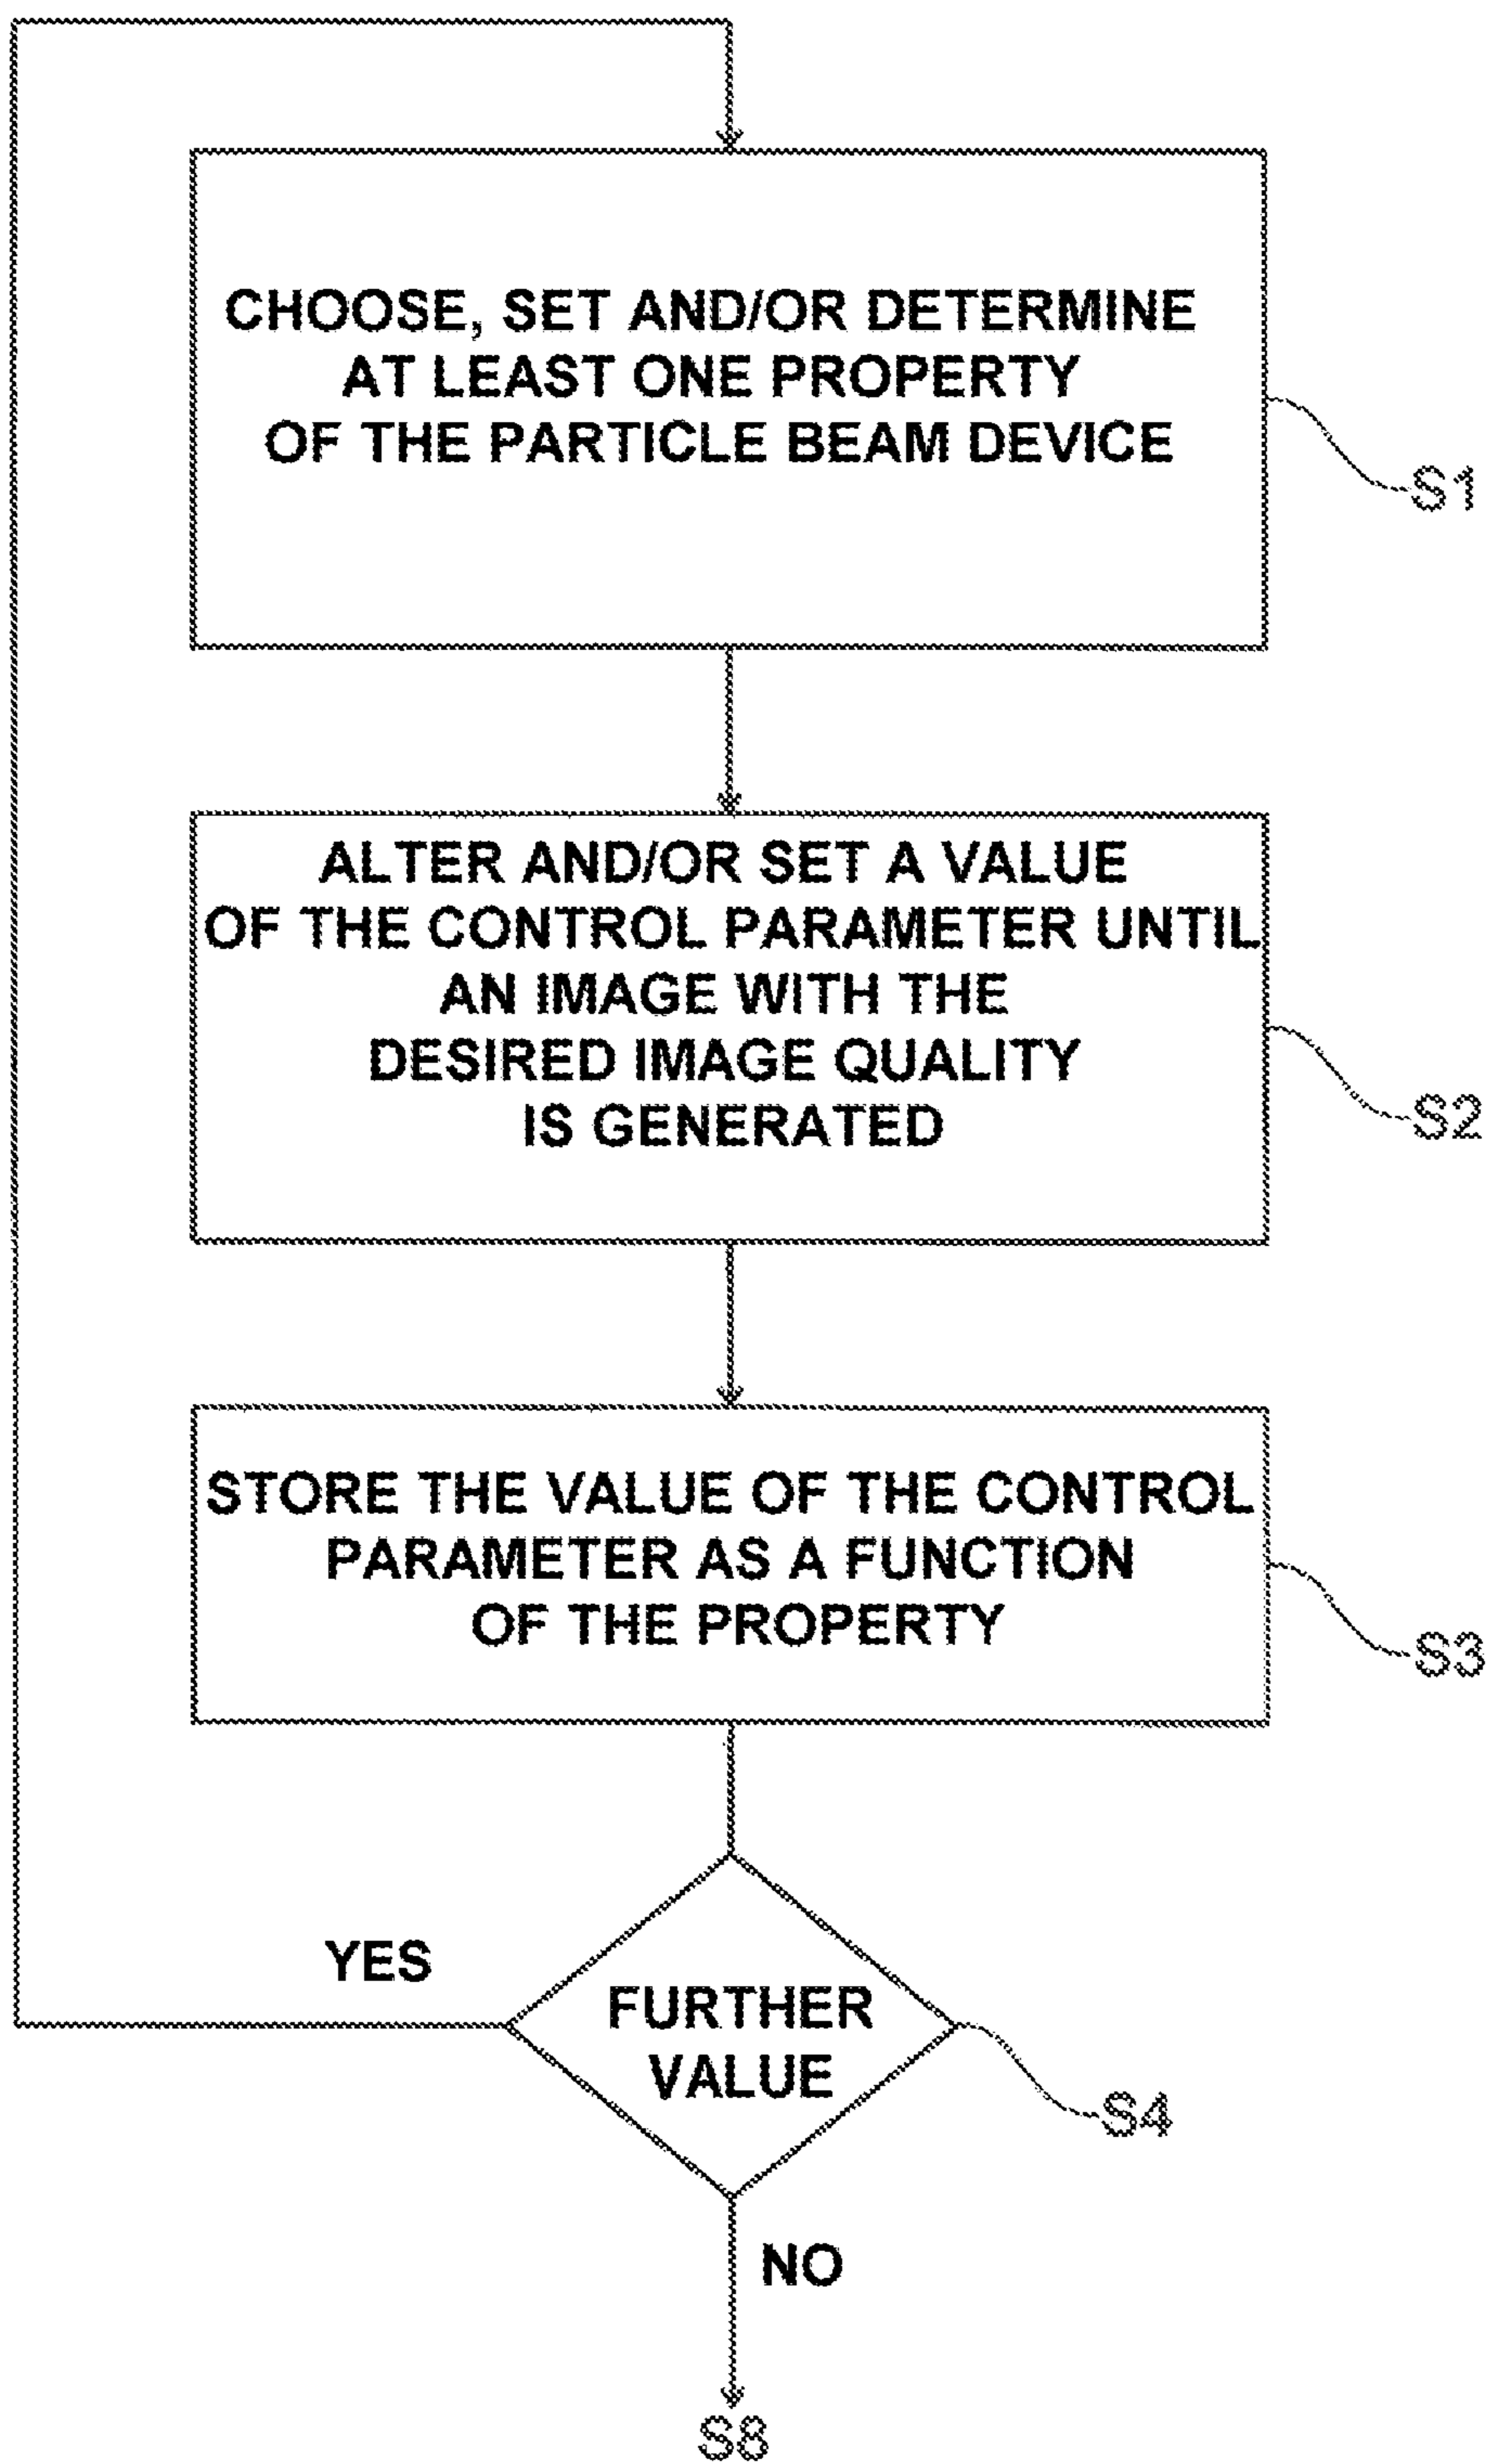 CHOOSE, SET AND/OR DETERMINE
AT LEAST ONE PROPERTY
OF THE PARTICLE BEAM DEVICE
S1
ALTER AND/OR SET A VALUE
OF THE CONTROL PARAMETER UNTIL
AN IMAGE WITH THE
DESIRED IMAGE QUALITY
IS GENERATED
S2
STORE THE VALUE OF THE CONTROL
PARAMETER AS A FUNCTION
OF THE PROPERTY
S3
YES
FURTHER
VALUE
S4
NO
S8